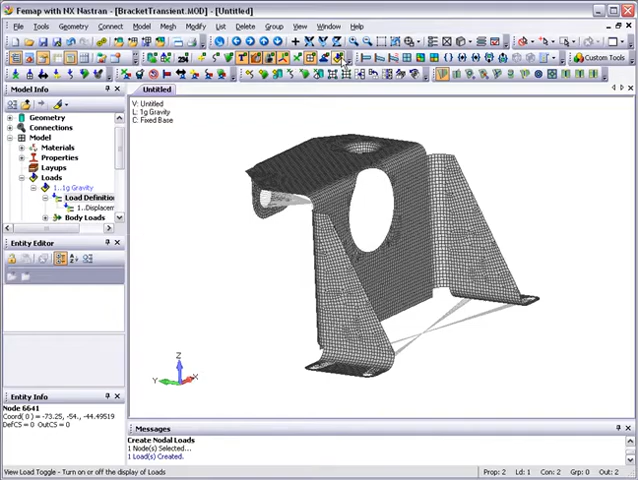 Femap with NX Nastran - [BracketTransient.MOD] - [Untitled]
File Tools Geometry Connect Model Mesh Modify List Delete Group View Window Help
Custom Tools
Model Info
Untitled
Geometry
Connections
Model
Materials
Properties
Layups
Loads
1..1g Gravity
Load Definition
1..Displacem
Body Loads
V: Untitled
L: 1g Gravity
C: Fixed Base
Entity Editor
Z
Y
X
Entity Info
Node 6641
Coord( 0 ) = -73.25, -54., -44.49519
DefCS = 0 OutCS = 0
Messages
Create Nodal Loads
1 Node(s) Selected...
1 Load(s) Created.
View Load Toggle - Turn on or off the display of Loads
Prop: 2 Ld: 1 Con: 2 Grp: 0 Out: 2